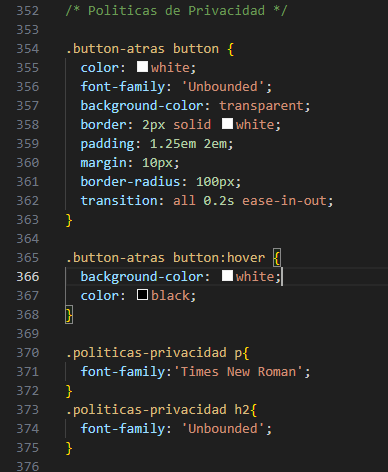 352 /* Politicas de Privacidad */
353
354 .button-atras button {
355 color: white;
356 font-family: 'Unbounded';
357 background-color: transparent;
358 border: 2px solid white;
359 padding: 1.25em 2em;
360 margin: 10px;
361 border-radius: 100px;
362 transition: all 0.2s ease-in-out;
363 }
364
365 .button-atras button:hover {
366 background-color: white;
367 color: black;
368 }
369
370 .politicas-privacidad p{
371 font-family:'Times New Roman';
372 }
373 .politicas-privacidad h2{
374 font-family: 'Unbounded';
375 }
376